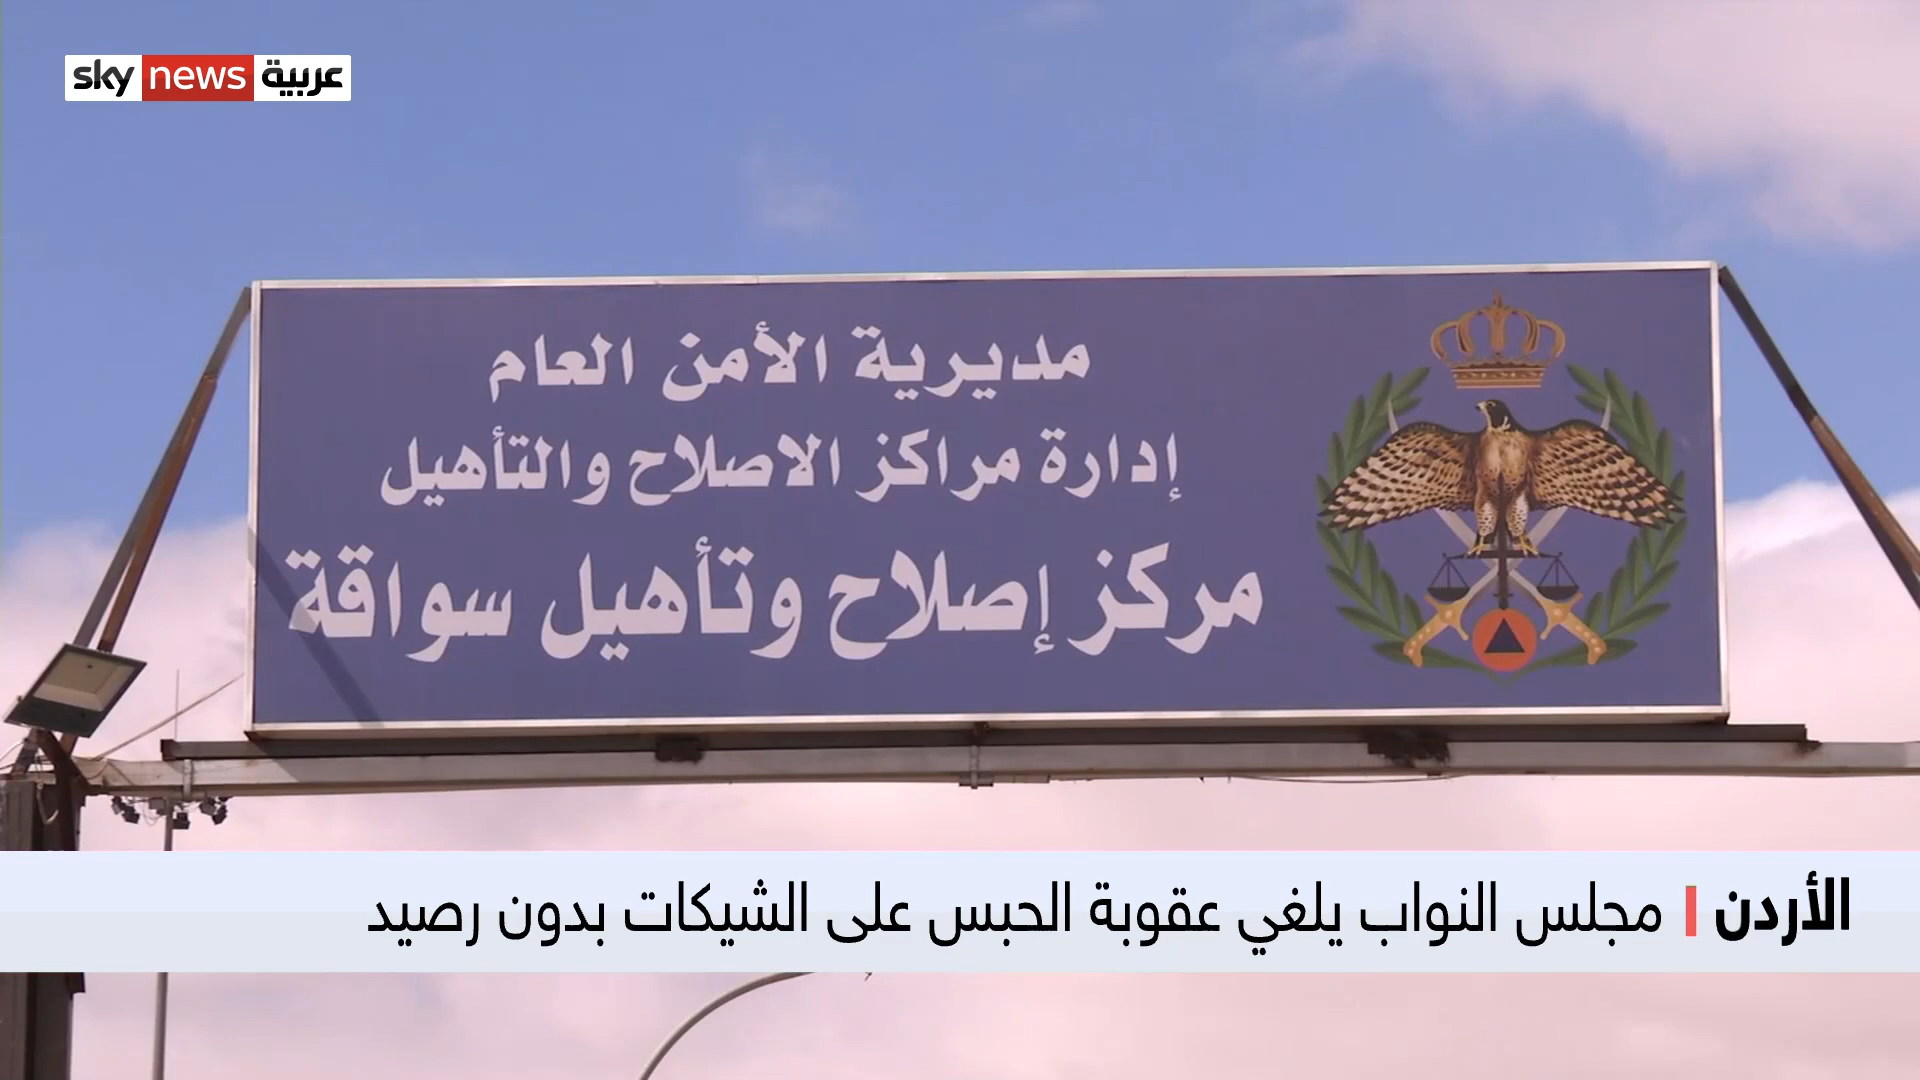 sky news عربية
مديرية الأمن العام
إدارة مراكز الاصلاح والتأهيل
مركز إصلاح وتأهيل سواقة
الأردن | مجلس النواب يلغي عقوبة الحبس على الشيكات بدون رصيد